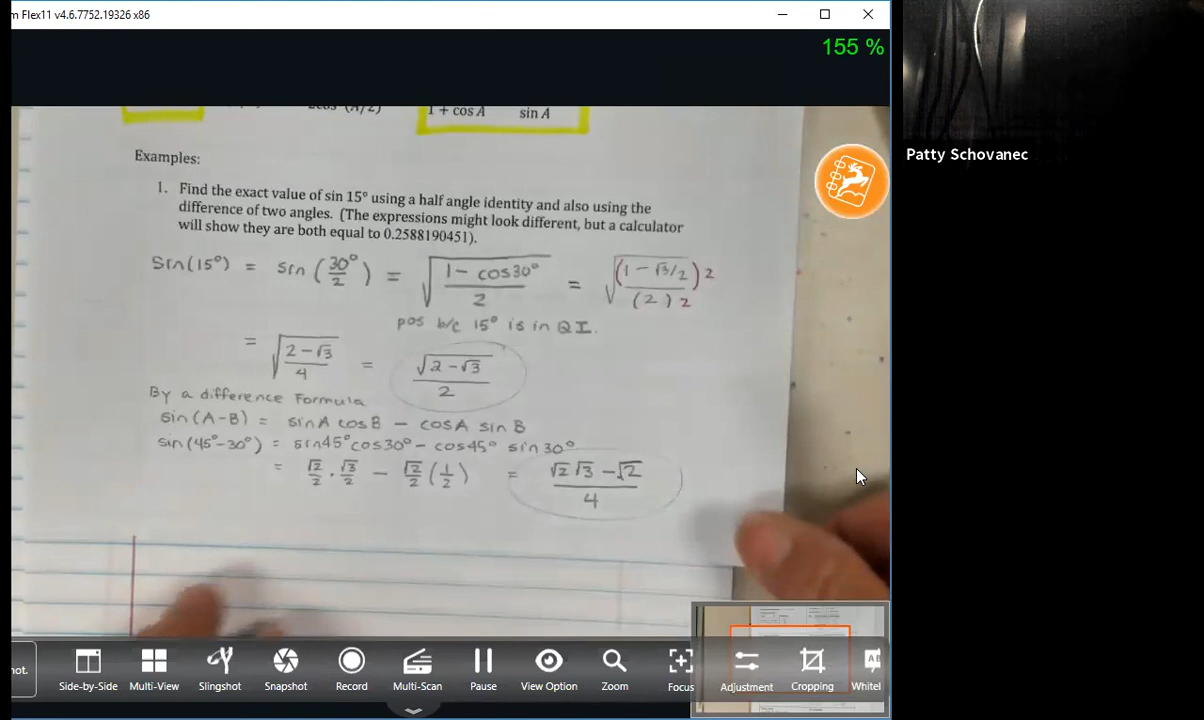 m Flex11 v4.6.7752.19326 x86
155 %
1 + cos A sin A
Examples:
1. Find the exact value of sin 15° using a half angle identity and also using the
difference of two angles. (The expressions might look different, but a calculator
will show they are both equal to 0.2588190451).
Sin(15°) = sin (30°/2) = √((1 - cos30°)/2) = √(((1 - √3/2)2)/((2)2))
pos b/c 15° is in QI.
= √((2-√3)/4) = √(2-√3)/2
By a difference Formula
sin(A-B) = sinA cosB - cosA sinB
sin(45°-30°) = sin45°cos30° - cos45° sin30°
= √2/2 · √3/2 - √2/2 (1/2) = (√2√3 - √2)/4
Patty Schovanec
not.
Side-by-Side Multi-View Slingshot Snapshot Record Multi-Scan Pause View Option Zoom Focus Adjustment Cropping Whitel